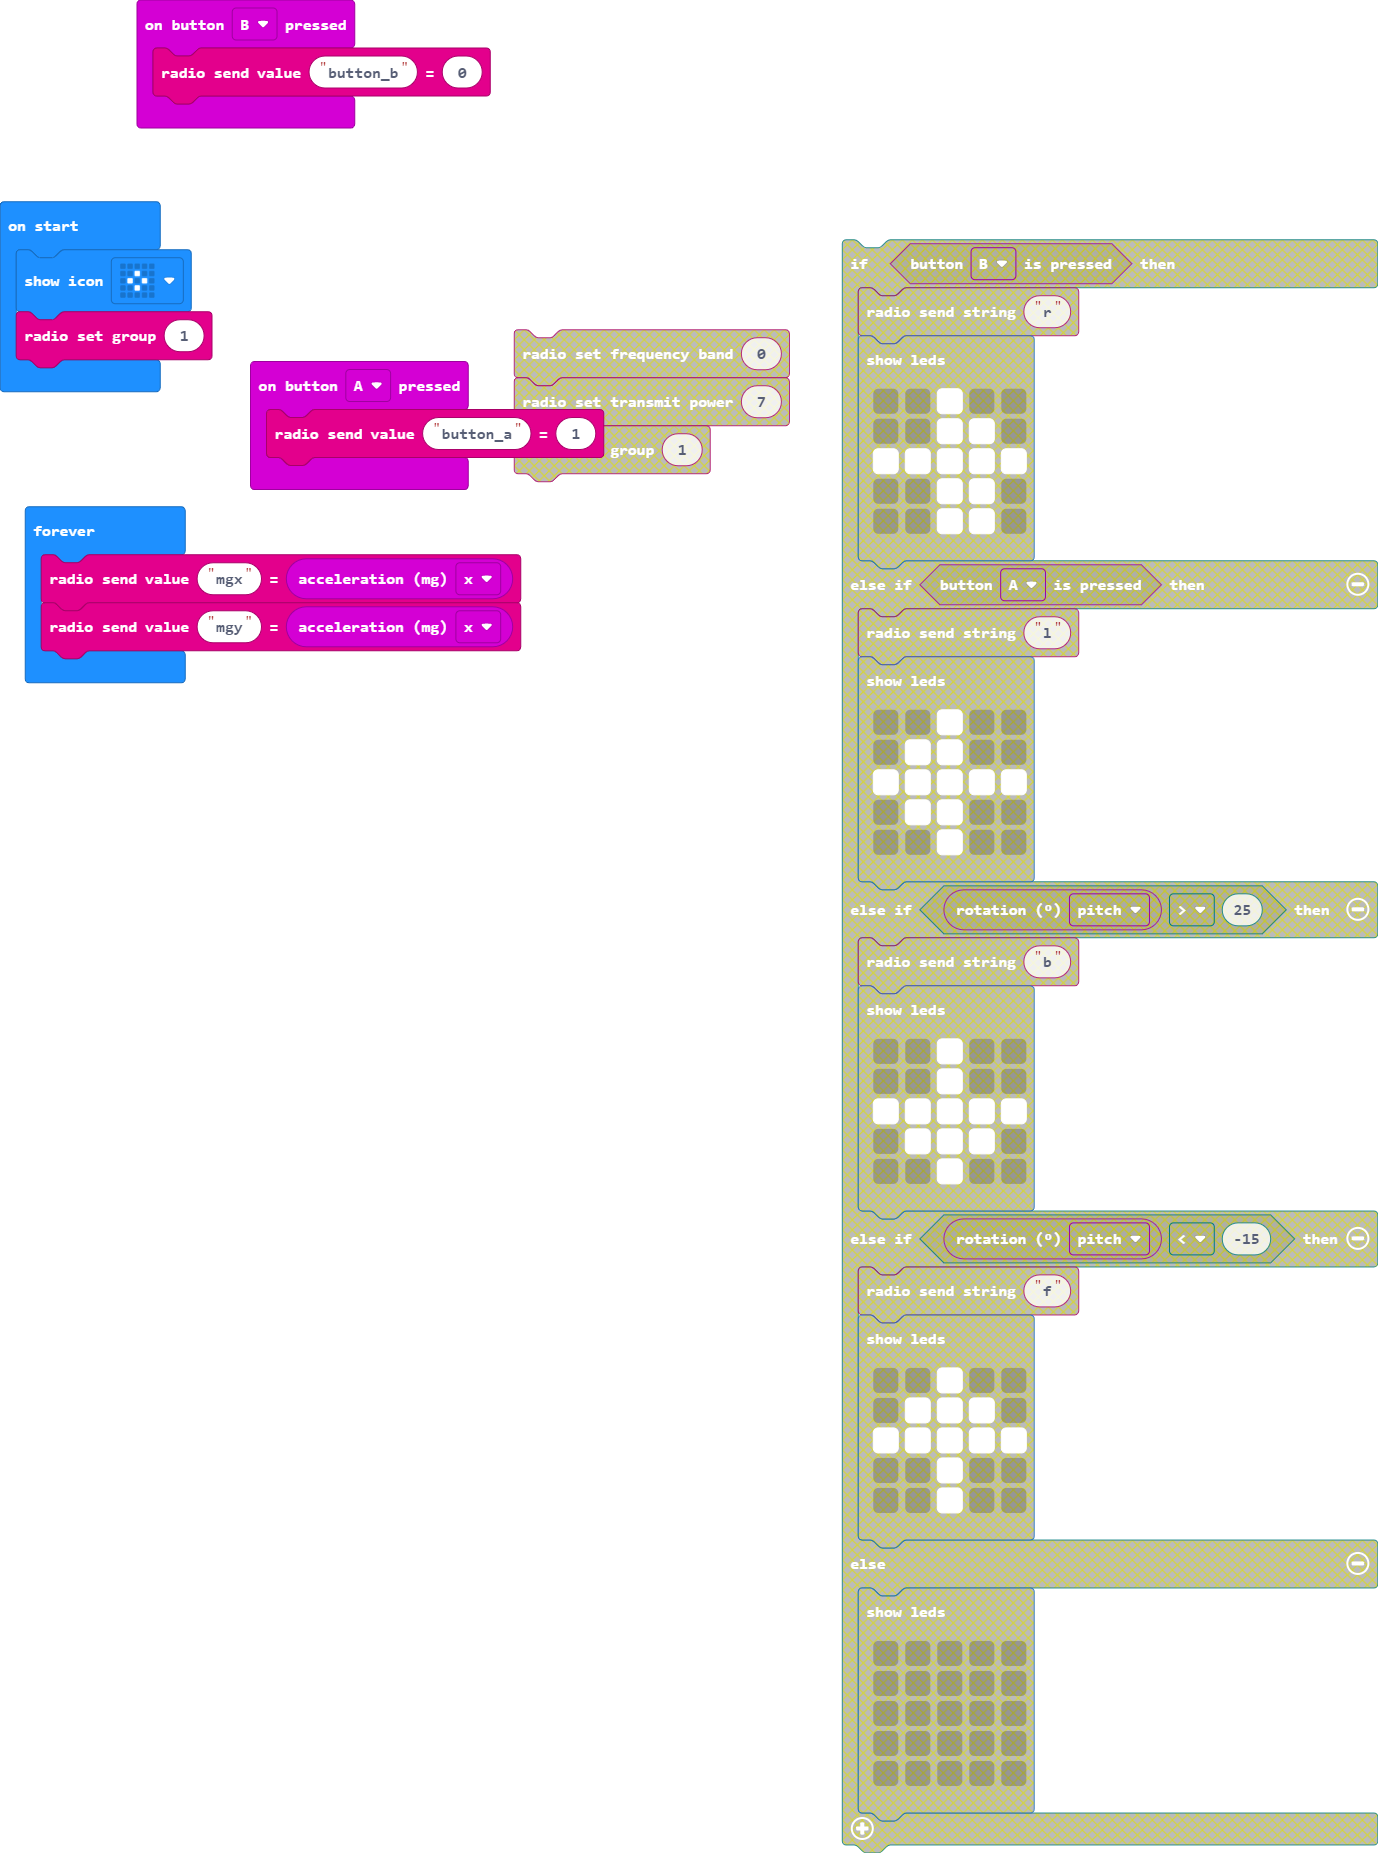 on button B pressed
radio send value "button_b" = 0
on start
show icon
radio set group 1
on button A pressed
radio send value "button_a" = 1
radio set frequency band 0
radio set transmit power 7
group 1
forever
radio send value "mgx" = acceleration (mg) x
radio send value "mgy" = acceleration (mg) x
if button B is pressed then
radio send string "r"
show leds
else if button A is pressed then
radio send string "l"
show leds
else if rotation (º) pitch > 25 then
radio send string "b"
show leds
else if rotation (º) pitch < -15 then
radio send string "f"
show leds
else
show leds